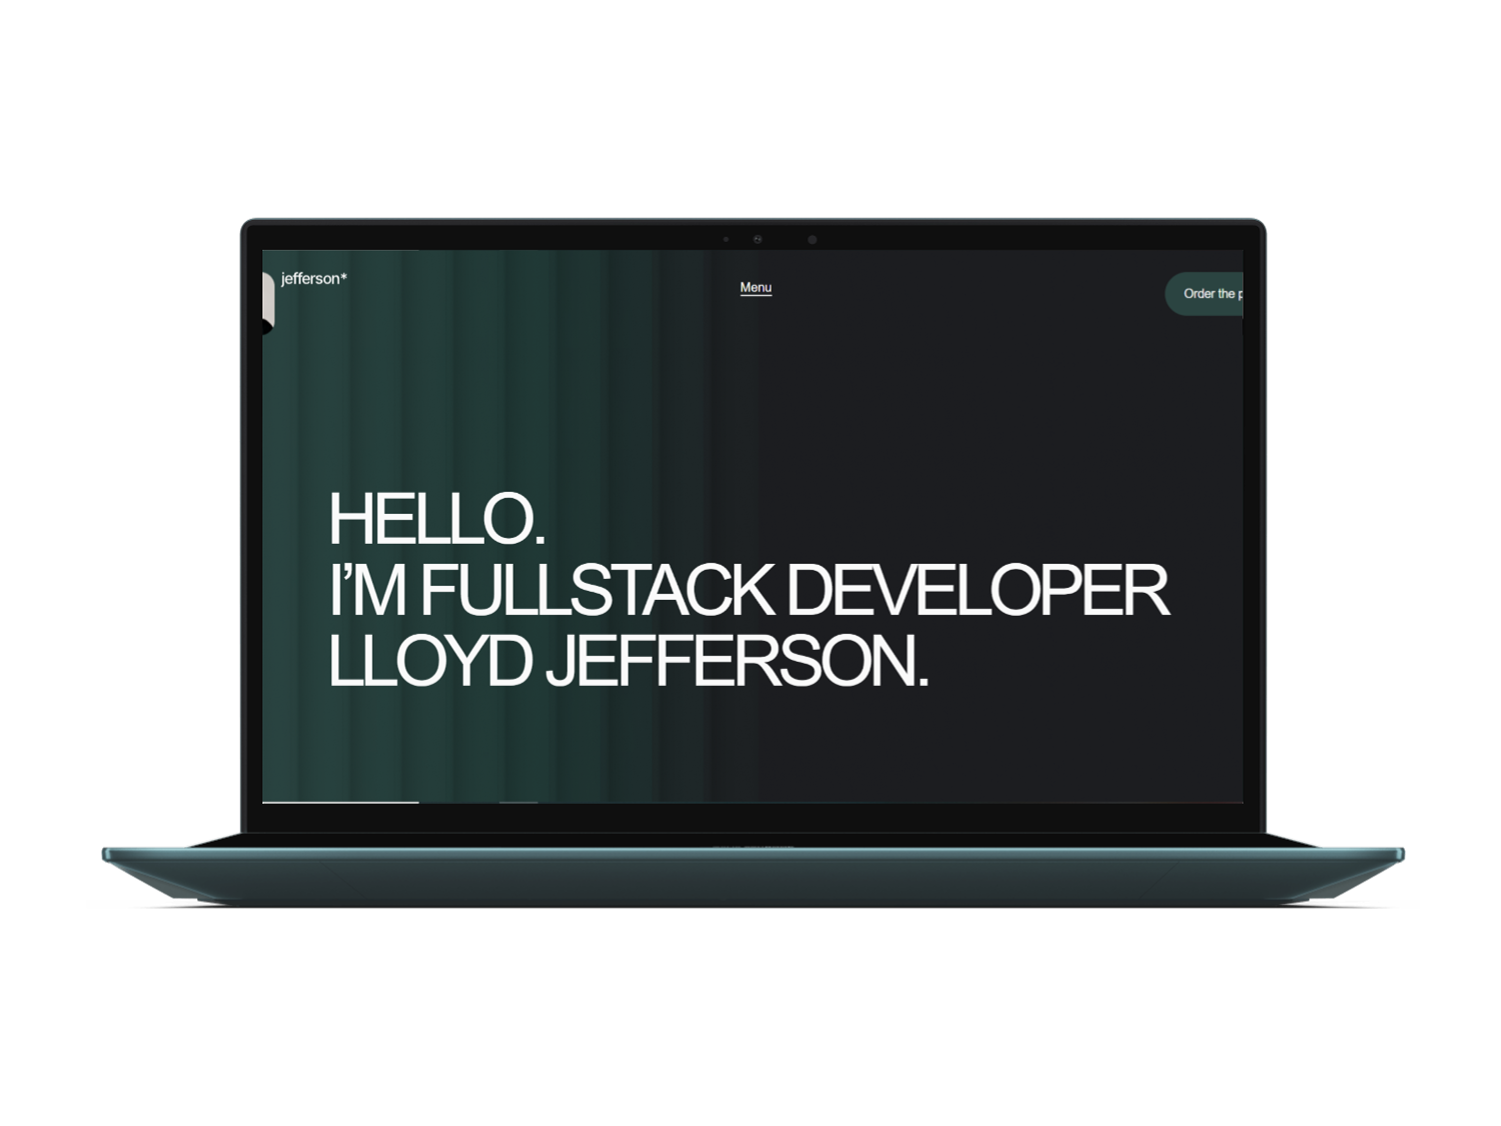 jefferson*
Menu
Order the
HELLO.
I’M FULLSTACK DEVELOPER
LLOYD JEFFERSON.